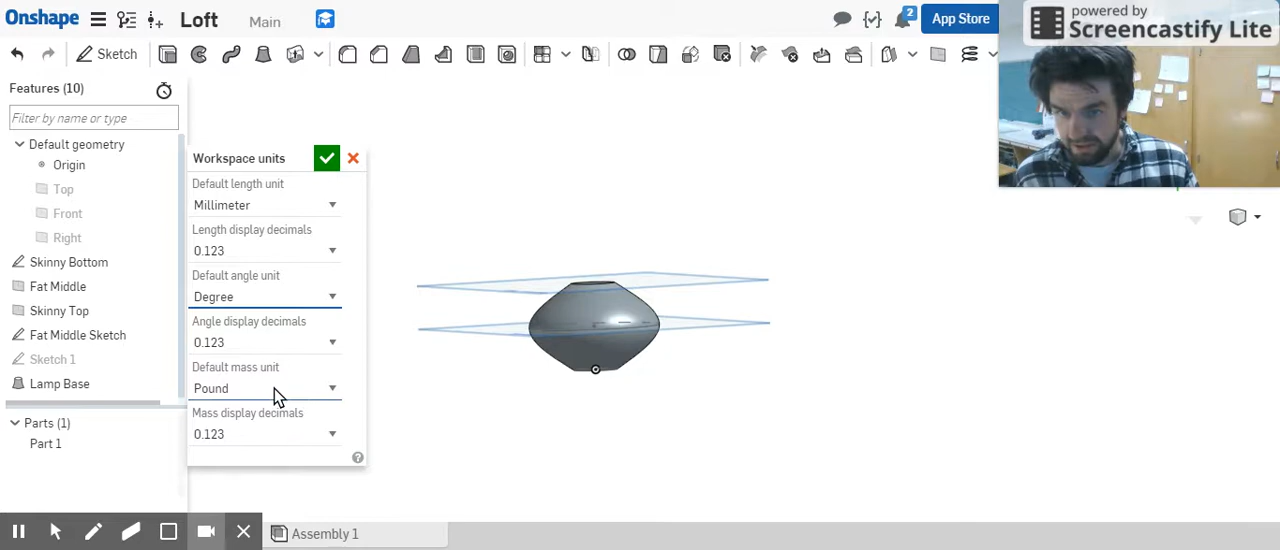 Onshape
Loft
Main
2
App Store
powered by
Screencastify Lite
Sketch
Features (10)
Filter by name or type
Default geometry
Origin
Top
Front
Right
Skinny Bottom
Fat Middle
Skinny Top
Fat Middle Sketch
Sketch 1
Lamp Base
Parts (1)
Part 1
Workspace units
Default length unit
Millimeter
Length display decimals
0.123
Default angle unit
Degree
Angle display decimals
0.123
Default mass unit
Pound
Mass display decimals
0.123
?
Assembly 1